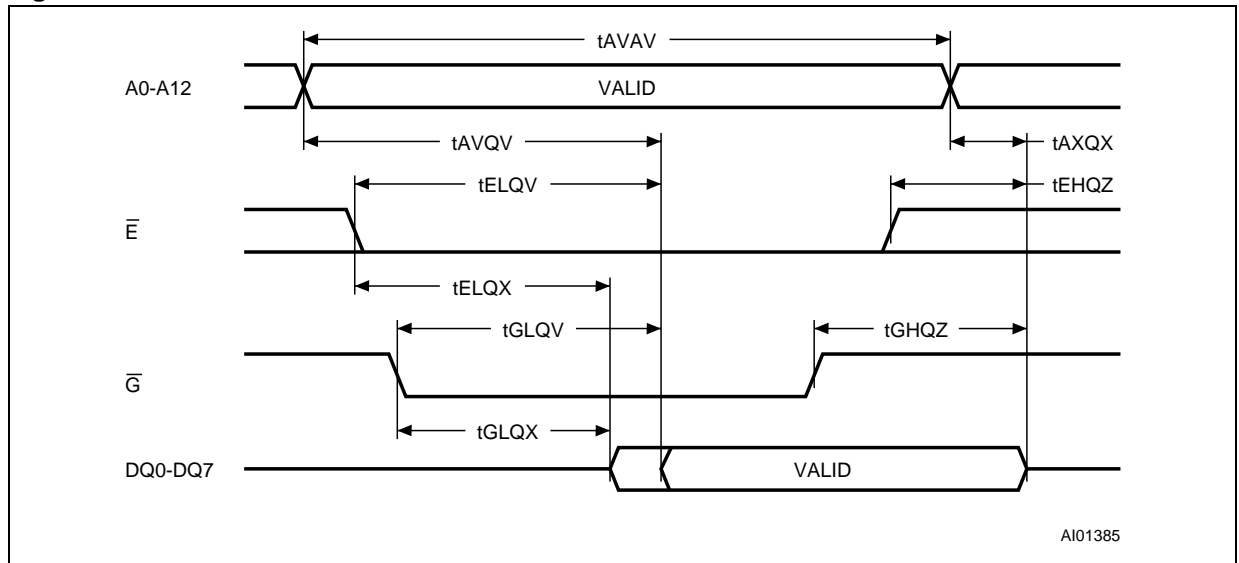 tAVAV
A0-A12
VALID
tAVQV
tAXQX
tELQV
tEHQZ
E̅
tELQX
tGLQV
tGHQZ
G̅
tGLQX
DQ0-DQ7
VALID
AI01385